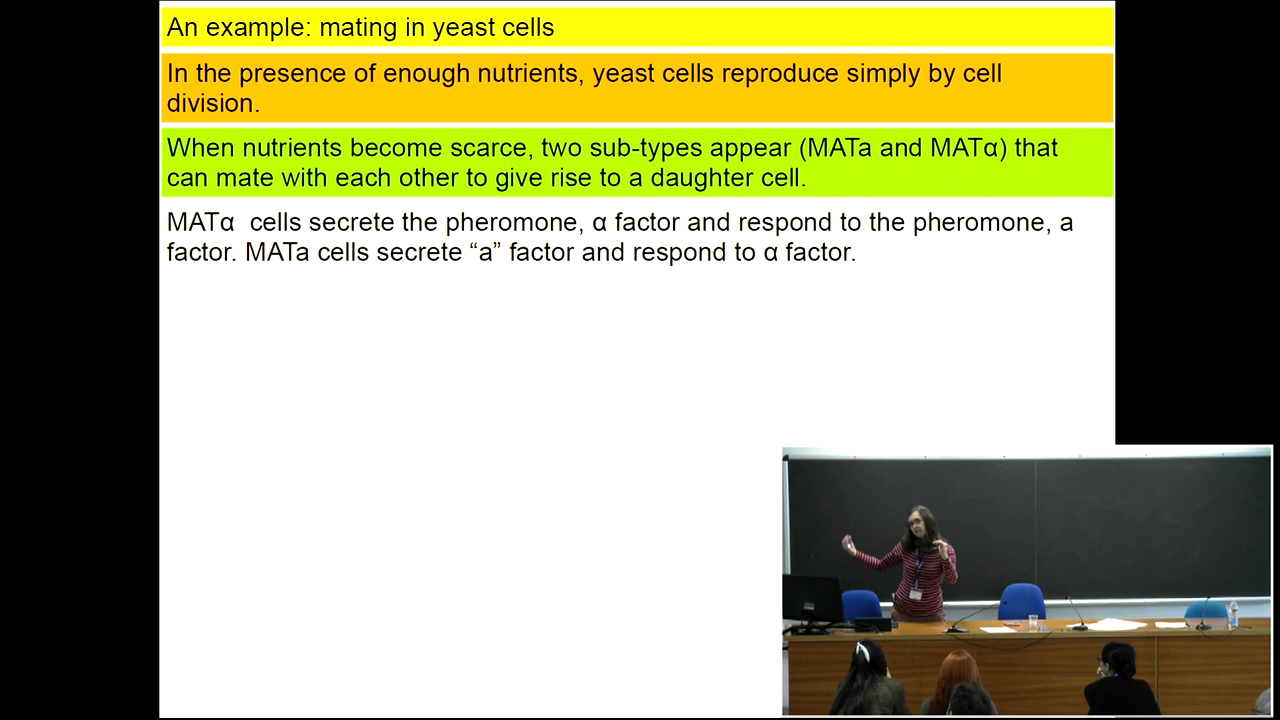 An example: mating in yeast cells
In the presence of enough nutrients, yeast cells reproduce simply by cell
division.
When nutrients become scarce, two sub-types appear (MATa and MATα) that
can mate with each other to give rise to a daughter cell.
MATα  cells secrete the pheromone, α factor and respond to the pheromone, a
factor. MATa cells secrete “a” factor and respond to α factor.